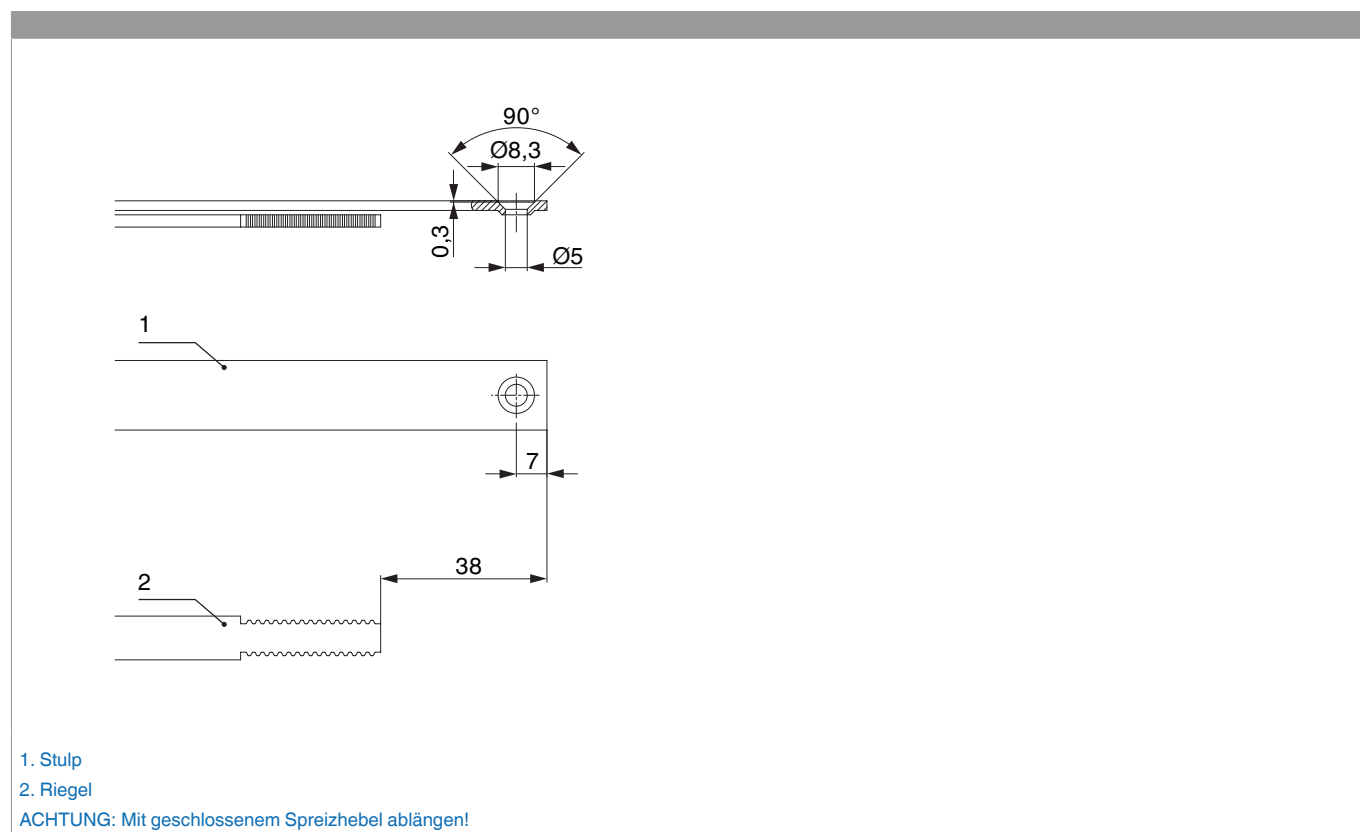 90°
Ø8,3
0,3
Ø5
1
7
38
2
1. Stulp
2. Riegel
ACHTUNG: Mit geschlossenem Spreizhebel ablängen!